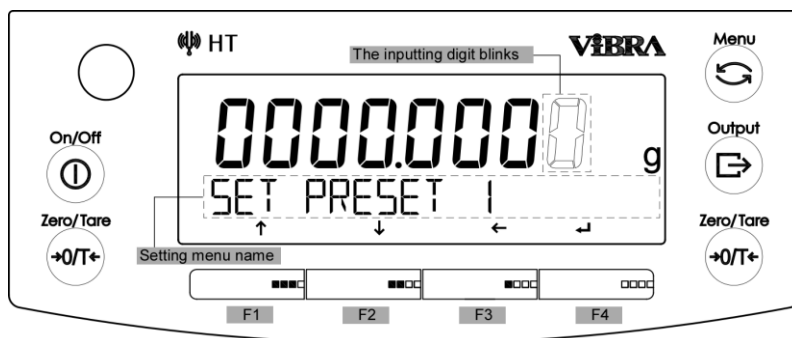 HT
ViBRA
The inputting digit blinks
Menu
0000.0000 g
Output
On/Off
SET PRESET 1
Zero/Tare
→0/T←
Setting menu name
↑ ↓ ← ↵
Zero/Tare
→0/T←
F1 F2 F3 F4